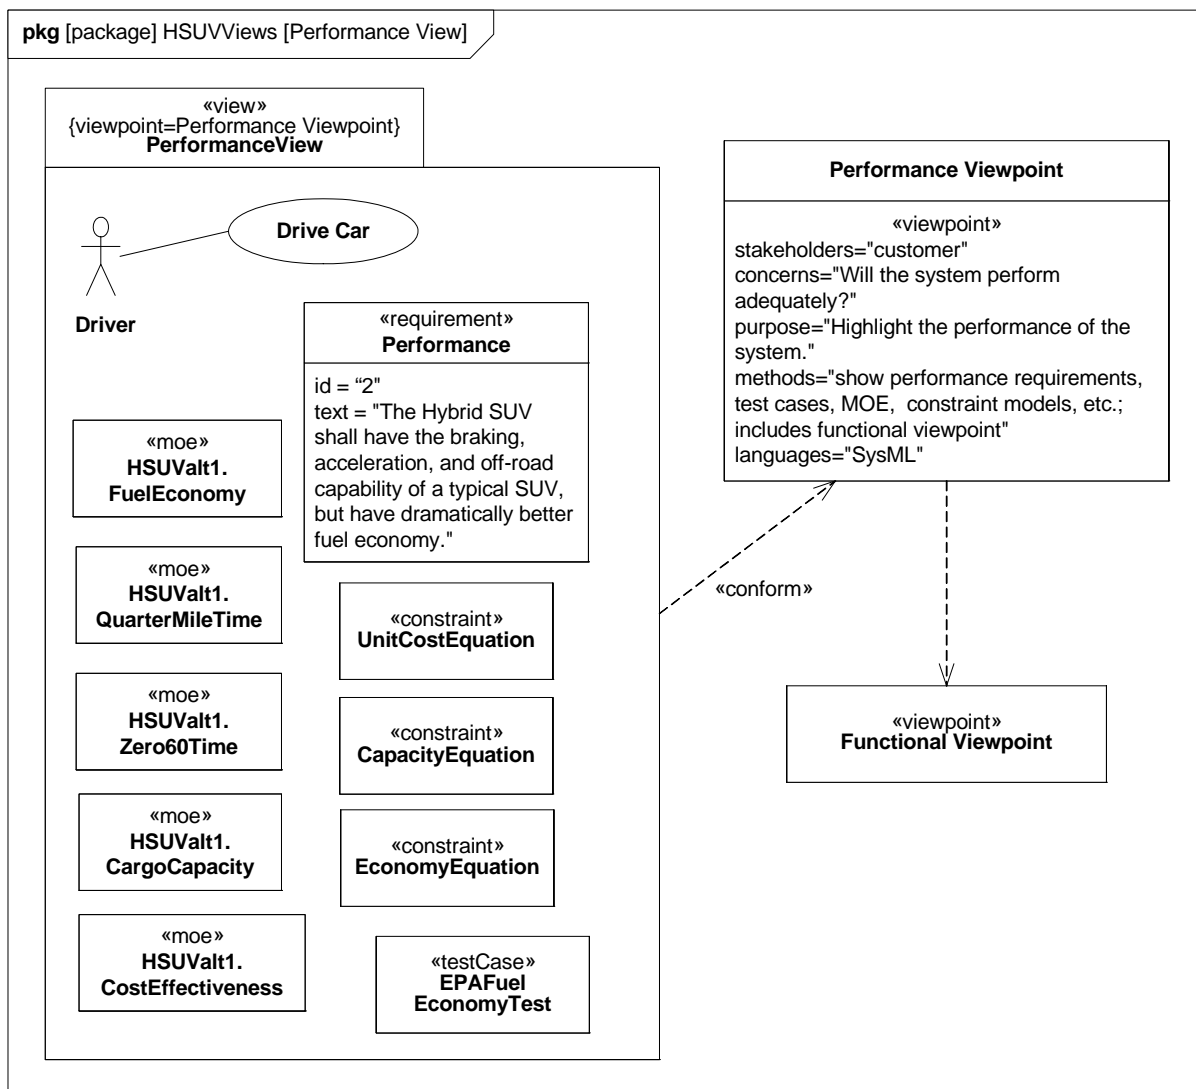 pkg [package] HSUVViews [Performance View]
«view»
{viewpoint=Performance Viewpoint}
PerformanceView
Drive Car
Driver
«requirement»
Performance
id = “2"
text = "The Hybrid SUV
shall have the braking,
acceleration, and off-road
capability of a typical SUV,
but have dramatically better
fuel economy."
«moe»
HSUValt1.
FuelEconomy
«moe»
HSUValt1.
QuarterMileTime
«moe»
HSUValt1.
Zero60Time
«moe»
HSUValt1.
CargoCapacity
«moe»
HSUValt1.
CostEffectiveness
«constraint»
UnitCostEquation
«constraint»
CapacityEquation
«constraint»
EconomyEquation
«testCase»
EPAFuel
EconomyTest
Performance Viewpoint
«viewpoint»
stakeholders="customer"
concerns="Will the system perform
adequately?"
purpose="Highlight the performance of the
system."
methods="show performance requirements,
test cases, MOE,  constraint models, etc.;
includes functional viewpoint"
languages="SysML"
«conform»
«viewpoint»
Functional Viewpoint